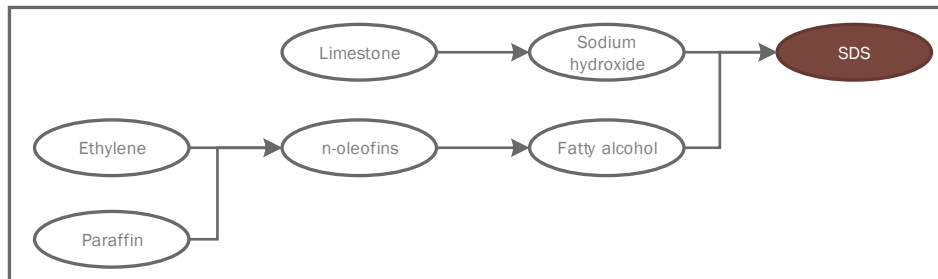 Limestone
Sodium
hydroxide
SDS
Ethylene
n-oleofins
Fatty alcohol
Paraffin